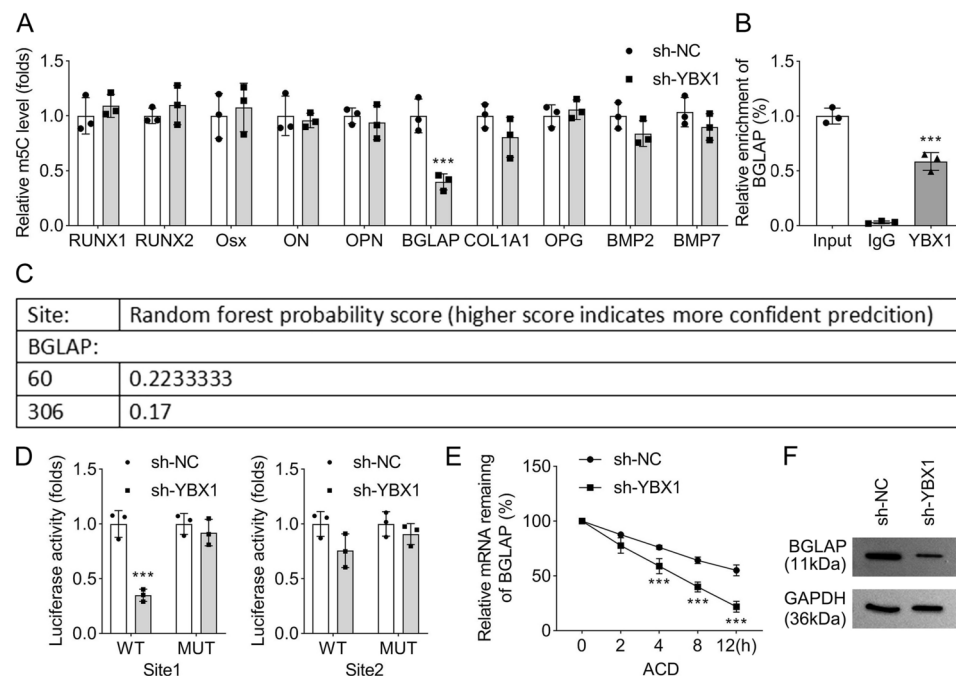 A
Relative m5C level (folds)
1.5
1.0
0.5
0.0
sh-NC
sh-YBX1
***
RUNX1 RUNX2 Osx ON OPN BGLAP COL1A1 OPG BMP2 BMP7
B
Relative enrichment of
BGLAP (%)
1.5
1.0
0.5
0.0
***
Input IgG YBX1
C
Site: Random forest probability score (higher score indicates more confident predcition)
BGLAP:
60 0.2233333
306 0.17
D
Luciferase activity (folds)
1.5
1.0
0.5
0.0
sh-NC
sh-YBX1
***
WT MUT
Site1
Luciferase activity (folds)
1.5
1.0
0.5
0.0
sh-NC
sh-YBX1
WT MUT
Site2
E
Relative mRNA remaining
of BGLAP (%)
150
100
50
0
sh-NC
sh-YBX1
***
***
***
0 2 4 8 12(h)
ACD
F
sh-NC
sh-YBX1
BGLAP
(11kDa)
GAPDH
(36kDa)